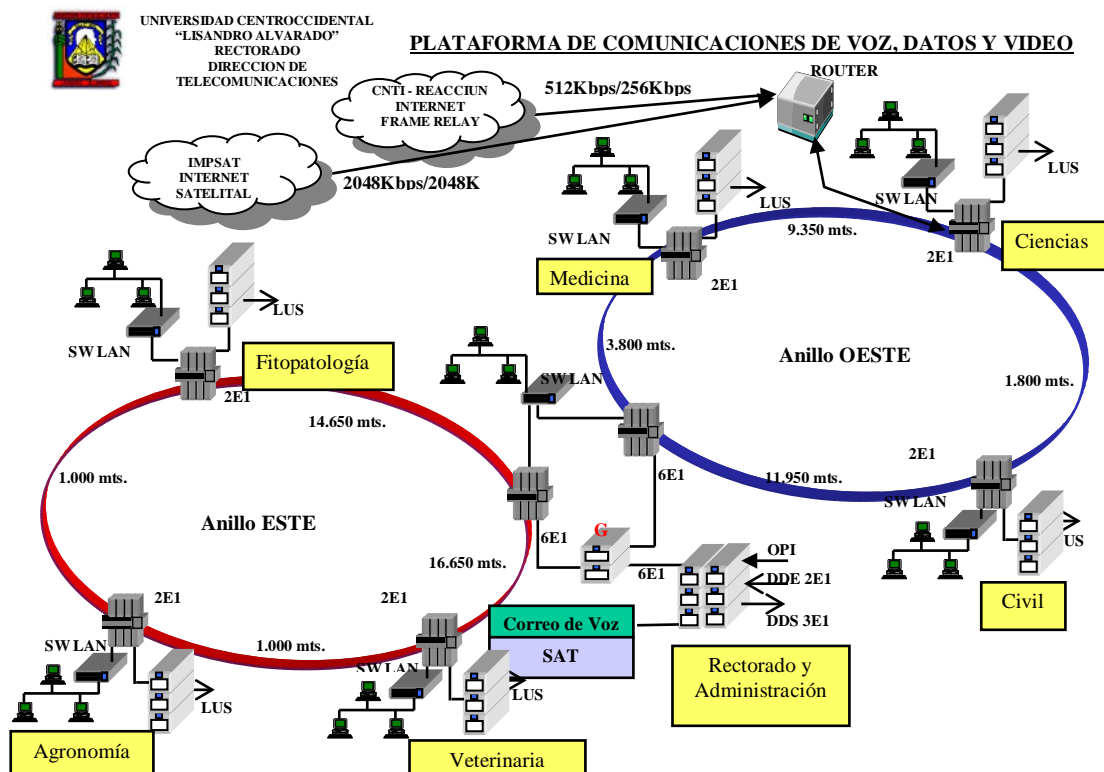 UNIVERSIDAD CENTROCCIDENTAL
“LISANDRO ALVARADO”
RECTORADO
DIRECCION DE
TELECOMUNICACIONES
PLATAFORMA DE COMUNICACIONES DE VOZ, DATOS Y VIDEO
ROUTER
CNTI - REACCIUN
INTERNET
FRAME RELAY
512Kbps/256Kbps
IMPSAT
INTERNET
SATELITAL
2048Kbps/2048K
SW LAN
LUS
SW LAN
LUS
9.350 mts.
2E1
Ciencias
Medicina
2E1
SW LAN
LUS
Fitopatología
2E1
3.800 mts.
Anillo OESTE
1.800 mts.
SW LAN
14.650 mts.
1.000 mts.
Anillo ESTE
6E1
11.950 mts.
2E1
SW LAN
US
Civil
6E1
G
6E1
16.650 mts.
OPI
DDE 2E1
DDS 3E1
2E1
2E1
1.000 mts.
Correo de Voz
SAT
Rectorado y
Administración
SW LAN
LUS
Agronomía
SW LAN
LUS
Veterinaria